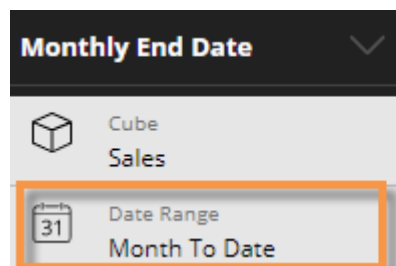 Monthly End Date
Cube
Sales
31
Date Range
Month To Date